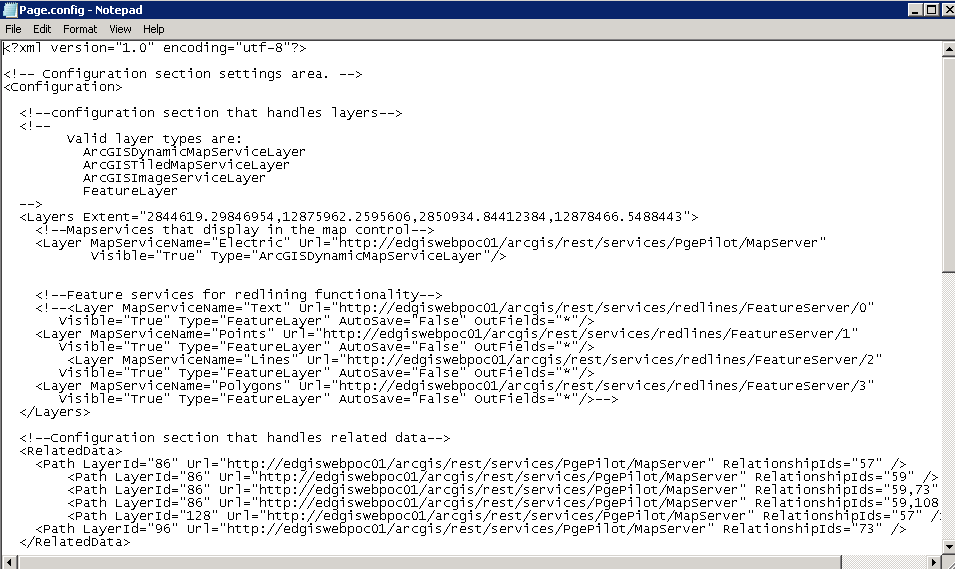 Page.config - Notepad
File Edit Format View Help
<?xml version="1.0" encoding="utf-8"?>
<!-- Configuration section settings area. -->
<Configuration>
<!--configuration section that handles layers-->
<!--
Valid layer types are:
ArcGISDynamicMapServiceLayer
ArcGISTiledMapServiceLayer
ArcGISImageServiceLayer
FeatureLayer
-->
<Layers Extent="2844619.29846954,12875962.2595606,2850934.84412384,12878466.5488443">
<!--Mapservices that display in the map control-->
<Layer MapServiceName="Electric" Url="http://edgiswebpoc01/arcgis/rest/services/PgePilot/MapServer"
Visible="True" Type="ArcGISDynamicMapServiceLayer"/>
<!--Feature services for redlining functionality-->
<!--<Layer MapServiceName="Text" Url="http://edgiswebpoc01/arcgis/rest/services/redlines/FeatureServer/0"
Visible="True" Type="FeatureLayer" AutoSave="False" OutFields="*"/>
<Layer MapServiceName="Points" Url="http://edgiswebpoc01/arcgis/rest/services/redlines/FeatureServer/1"
Visible="True" Type="FeatureLayer" AutoSave="False" OutFields="*"/>
<Layer MapServiceName="Lines" Url="http://edgiswebpoc01/arcgis/rest/services/redlines/FeatureServer/2"
Visible="True" Type="FeatureLayer" AutoSave="False" OutFields="*"/>
<Layer MapServiceName="Polygons" Url="http://edgiswebpoc01/arcgis/rest/services/redlines/FeatureServer/3"
Visible="True" Type="FeatureLayer" AutoSave="False" OutFields="*"/>-->
</Layers>
<!--Configuration section that handles related data-->
<RelatedData>
<Path LayerId="86" Url="http://edgiswebpoc01/arcgis/rest/services/PgePilot/MapServer" RelationshipIds="57" />
<Path LayerId="86" Url="http://edgiswebpoc01/arcgis/rest/services/PgePilot/MapServer" RelationshipIds="59" />
<Path LayerId="86" Url="http://edgiswebpoc01/arcgis/rest/services/PgePilot/MapServer" RelationshipIds="59,73"
<Path LayerId="86" Url="http://edgiswebpoc01/arcgis/rest/services/PgePilot/MapServer" RelationshipIds="59,108
<Path LayerId="128" Url="http://edgiswebpoc01/arcgis/rest/services/PgePilot/MapServer" RelationshipIds="57" /
<Path LayerId="96" Url="http://edgiswebpoc01/arcgis/rest/services/PgePilot/MapServer" RelationshipIds="73" />
</RelatedData>